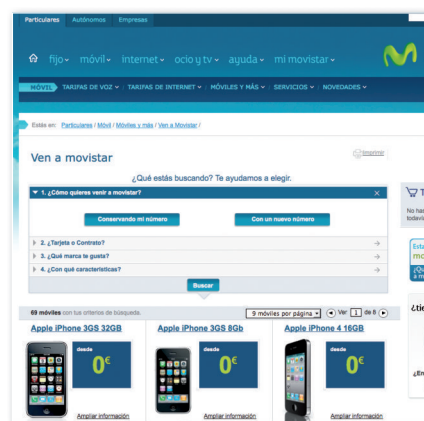 Particulares Autónomos Empresas
fijo móvil internet ocio y tv ayuda mi movistar
MÓVIL TARIFAS DE VOZ TARIFAS DE INTERNET MÓVILES Y MÁS SERVICIOS NOVEDADES
Estás en: Particulares / Móvil / Móviles y más / Ven a Movistar /
Ven a movistar
Imprimir
¿Qué estás buscando? Te ayudamos a elegir.
1. ¿Cómo quieres venir a movistar?
Conservando mi número Con un nuevo número
2. ¿Tarjeta o Contrato?
3. ¿Qué marca te gusta?
4. ¿Con qué características?
Buscar
69 móviles con tus criterios de búsqueda. 9 móviles por página Ver 1 de 8
Apple iPhone 3GS 32GB Apple iPhone 3GS 8Gb Apple iPhone 4 16GB
desde desde desde
0€ 0€ 0€
Ampliar información Ampliar información Ampliar información
No has
todavía